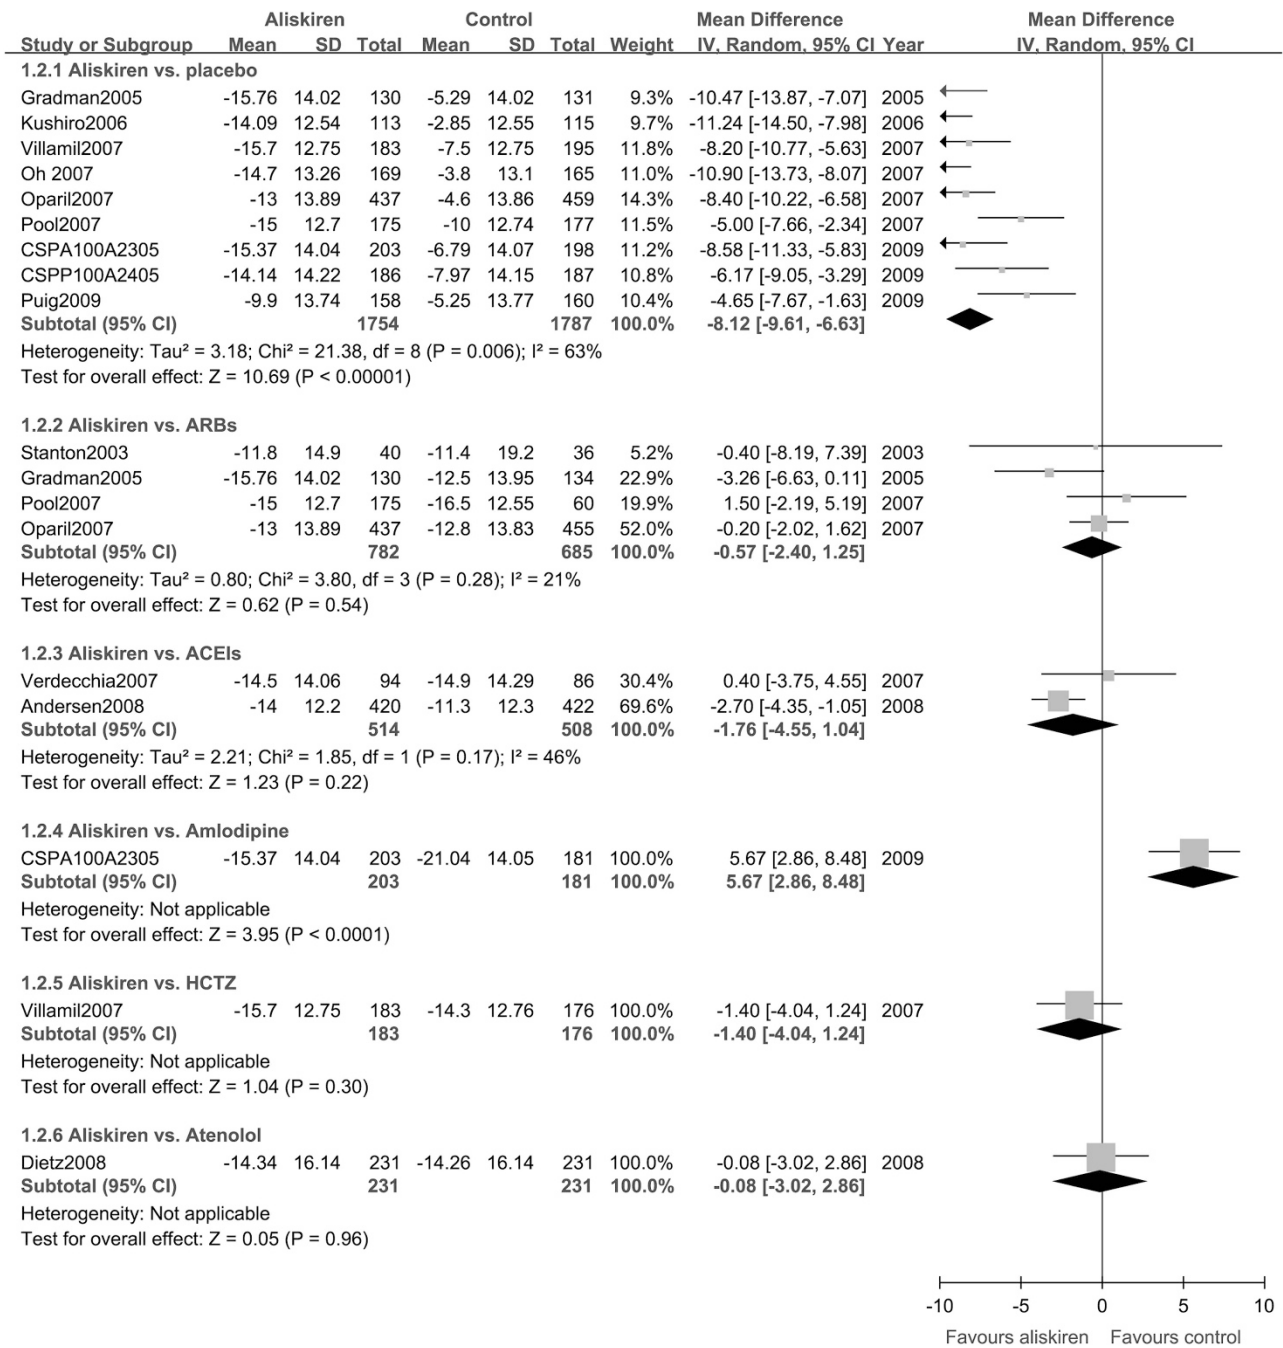 Aliskiren Control Mean Difference Mean Difference
Study or Subgroup Mean SD Total Mean SD Total Weight IV, Random, 95% CI Year IV, Random, 95% CI
1.2.1 Aliskiren vs. placebo
Gradman2005 -15.76 14.02 130 -5.29 14.02 131 9.3% -10.47 [-13.87, -7.07] 2005
Kushiro2006 -14.09 12.54 113 -2.85 12.55 115 9.7% -11.24 [-14.50, -7.98] 2006
Villamil2007 -15.7 12.75 183 -7.5 12.75 195 11.8% -8.20 [-10.77, -5.63] 2007
Oh 2007 -14.7 13.26 169 -3.8 13.1 165 11.0% -10.90 [-13.73, -8.07] 2007
Oparil2007 -13 13.89 437 -4.6 13.86 459 14.3% -8.40 [-10.22, -6.58] 2007
Pool2007 -15 12.7 175 -10 12.74 177 11.5% -5.00 [-7.66, -2.34] 2007
CSPA100A2305 -15.37 14.04 203 -6.79 14.07 198 11.2% -8.58 [-11.33, -5.83] 2009
CSPP100A2405 -14.14 14.22 186 -7.97 14.15 187 10.8% -6.17 [-9.05, -3.29] 2009
Puig2009 -9.9 13.74 158 -5.25 13.77 160 10.4% -4.65 [-7.67, -1.63] 2009
Subtotal (95% CI) 1754 1787 100.0% -8.12 [-9.61, -6.63]
Heterogeneity: Tau² = 3.18; Chi² = 21.38, df = 8 (P = 0.006); I² = 63%
Test for overall effect: Z = 10.69 (P < 0.00001)
1.2.2 Aliskiren vs. ARBs
Stanton2003 -11.8 14.9 40 -11.4 19.2 36 5.2% -0.40 [-8.19, 7.39] 2003
Gradman2005 -15.76 14.02 130 -12.5 13.95 134 22.9% -3.26 [-6.63, 0.11] 2005
Pool2007 -15 12.7 175 -16.5 12.55 60 19.9% 1.50 [-2.19, 5.19] 2007
Oparil2007 -13 13.89 437 -12.8 13.83 455 52.0% -0.20 [-2.02, 1.62] 2007
Subtotal (95% CI) 782 685 100.0% -0.57 [-2.40, 1.25]
Heterogeneity: Tau² = 0.80; Chi² = 3.80, df = 3 (P = 0.28); I² = 21%
Test for overall effect: Z = 0.62 (P = 0.54)
1.2.3 Aliskiren vs. ACEIs
Verdecchia2007 -14.5 14.06 94 -14.9 14.29 86 30.4% 0.40 [-3.75, 4.55] 2007
Andersen2008 -14 12.2 420 -11.3 12.3 422 69.6% -2.70 [-4.35, -1.05] 2008
Subtotal (95% CI) 514 508 100.0% -1.76 [-4.55, 1.04]
Heterogeneity: Tau² = 2.21; Chi² = 1.85, df = 1 (P = 0.17); I² = 46%
Test for overall effect: Z = 1.23 (P = 0.22)
1.2.4 Aliskiren vs. Amlodipine
CSPA100A2305 -15.37 14.04 203 -21.04 14.05 181 100.0% 5.67 [2.86, 8.48] 2009
Subtotal (95% CI) 203 181 100.0% 5.67 [2.86, 8.48]
Heterogeneity: Not applicable
Test for overall effect: Z = 3.95 (P < 0.0001)
1.2.5 Aliskiren vs. HCTZ
Villamil2007 -15.7 12.75 183 -14.3 12.76 176 100.0% -1.40 [-4.04, 1.24] 2007
Subtotal (95% CI) 183 176 100.0% -1.40 [-4.04, 1.24]
Heterogeneity: Not applicable
Test for overall effect: Z = 1.04 (P = 0.30)
1.2.6 Aliskiren vs. Atenolol
Dietz2008 -14.34 16.14 231 -14.26 16.14 231 100.0% -0.08 [-3.02, 2.86] 2008
Subtotal (95% CI) 231 231 100.0% -0.08 [-3.02, 2.86]
Heterogeneity: Not applicable
Test for overall effect: Z = 0.05 (P = 0.96)
-10 -5 0 5 10
Favours aliskiren Favours control